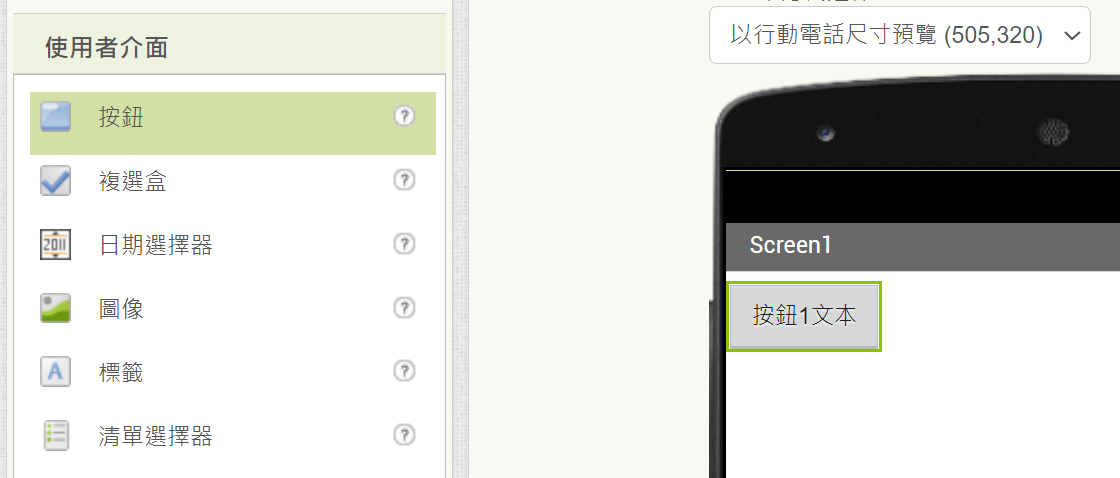 使用者介面
按鈕
?
複選盒
?
日期選擇器
?
圖像
?
標籤
?
清單選擇器
?
2011
A
以行動電話尺寸預覽 (505,320)
Screen1
按鈕1文本